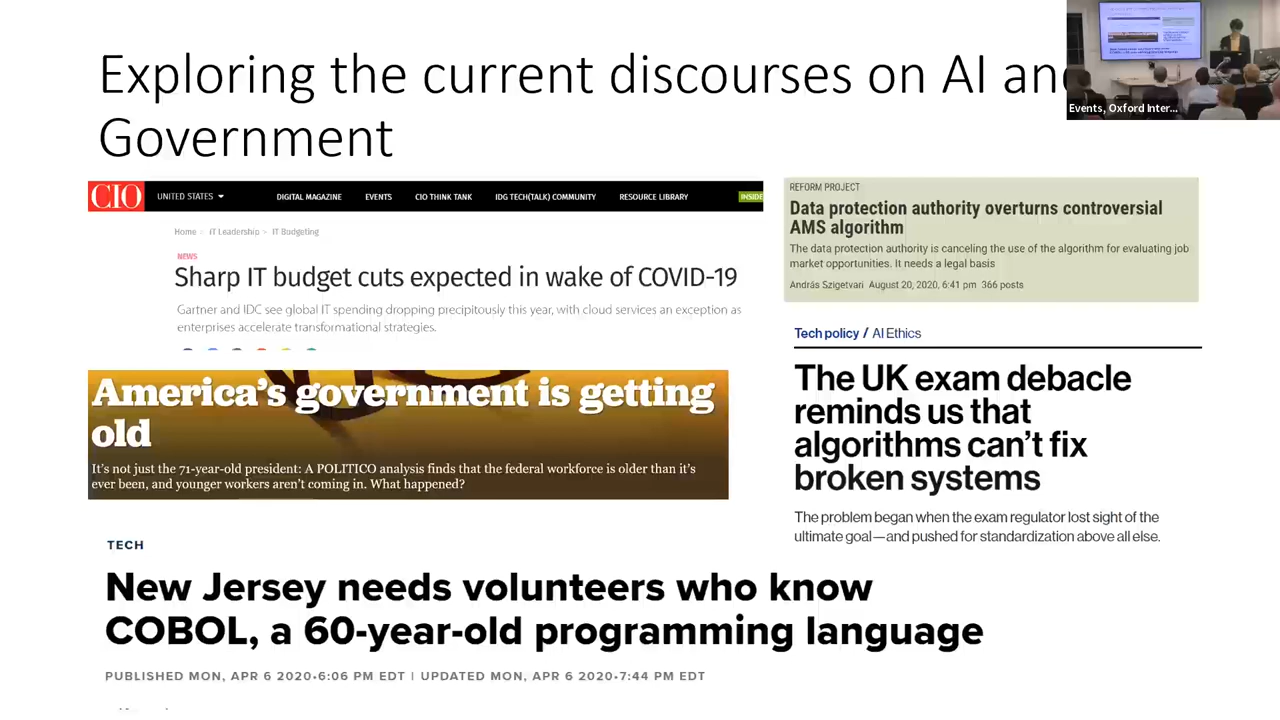 Exploring the current discourses on AI and
Government
Events, Oxford Inter...
CIO
UNITED STATES
DIGITAL MAGAZINE
EVENTS
CIO THINK TANK
IDG TECH(TALK) COMMUNITY
RESOURCE LIBRARY
INSIDE
Home > IT Leadership > IT Budgeting
NEWS
Sharp IT budget cuts expected in wake of COVID-19
Gartner and IDC see global IT spending dropping precipitously this year, with cloud services an exception as
enterprises accelerate transformational strategies.
America's government is getting
old
It's not just the 71-year-old president: A POLITICO analysis finds that the federal workforce is older than it's
ever been, and younger workers aren't coming in. What happened?
REFORM PROJECT
Data protection authority overturns controversial
AMS algorithm
The data protection authority is canceling the use of the algorithm for evaluating job
market opportunities. It needs a legal basis
András Szigetvari August 20, 2020, 6:41 pm 366 posts
Tech policy / AI Ethics
The UK exam debacle
reminds us that
algorithms can't fix
broken systems
The problem began when the exam regulator lost sight of the
ultimate goal—and pushed for standardization above all else.
TECH
New Jersey needs volunteers who know
COBOL, a 60-year-old programming language
PUBLISHED MON, APR 6 2020•6:06 PM EDT | UPDATED MON, APR 6 2020•7:44 PM EDT